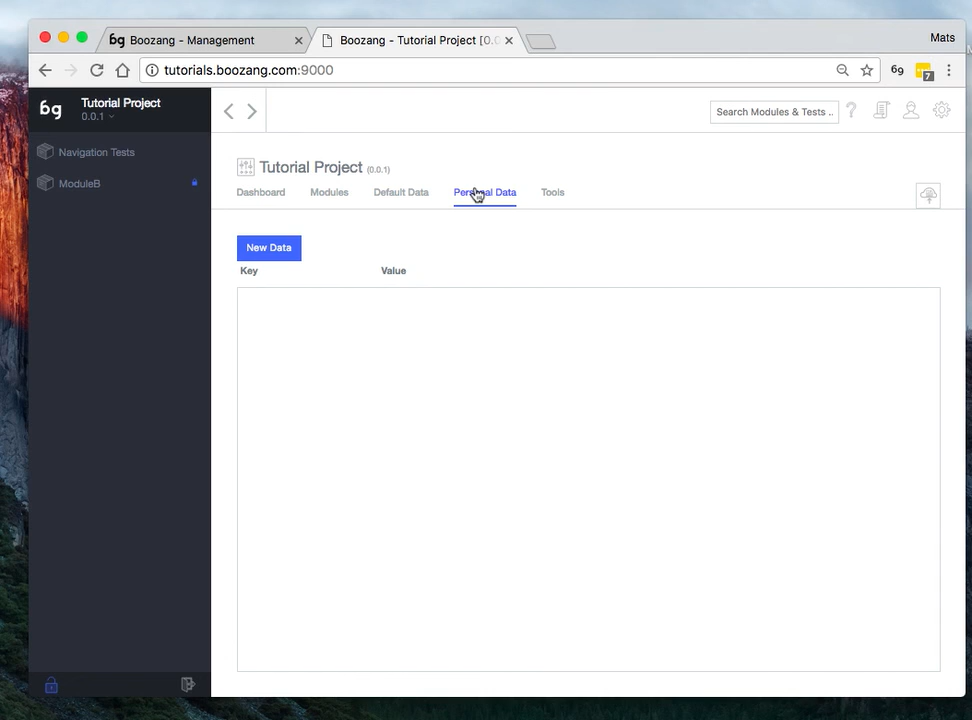 Boozang - Management
Boozang - Tutorial Project [0.0
Mats
tutorials.boozang.com:9000
7
Tutorial Project
0.0.1
Search Modules & Tests ..
?
Navigation Tests
ModuleB
Tutorial Project (0.0.1)
Dashboard Modules Default Data Personal Data Tools
New Data
Key Value